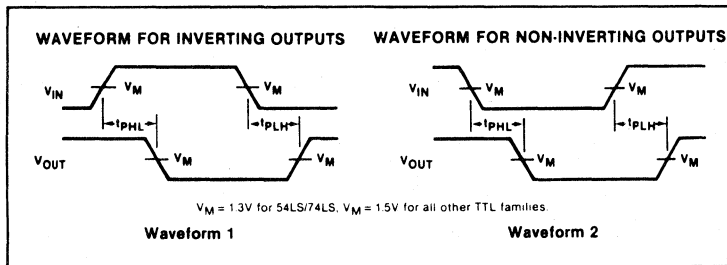 WAVEFORM FOR INVERTING OUTPUTS
VIN
VM
VM
tPHL
tPLH
VOUT
VM
VM
WAVEFORM FOR NON-INVERTING OUTPUTS
VIN
VM
VM
tPHL
tPLH
VOUT
VM
VM
VM = 1.3V for 54LS/74LS, VM = 1.5V for all other TTL families.
Waveform 1
Waveform 2